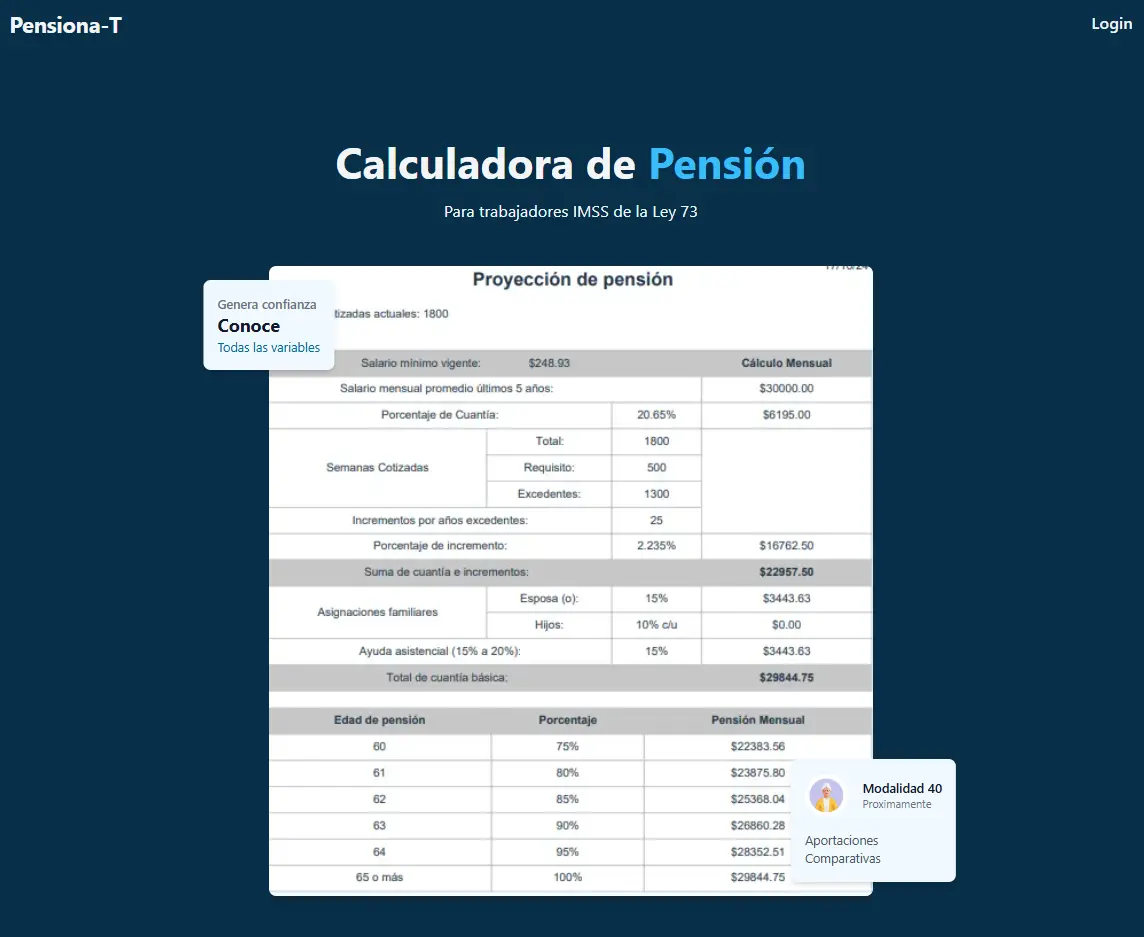 Pensiona-T
Login
Calculadora de Pensión
Para trabajadores IMSS de la Ley 73
Proyección de pensión
Genera confianza
Conoce
Todas las variables
actuales: 1800
Salario mínimo vigente: $248.93 Cálculo Mensual
Salario mensual promedio últimos 5 años: $30000.00
Porcentaje de Cuantía: 20.65% $6195.00
Semanas Cotizadas
Total: 1800
Requisito: 500
Excedentes: 1300
Incrementos por años excedentes: 25
Porcentaje de incremento: 2.235% $16762.50
Suma de cuantía e incrementos: $22957.50
Asignaciones familiares
Esposa (o): 15% $3443.63
Hijos: 10% c/u $0.00
Ayuda asistencial (15% a 20%): 15% $3443.63
Total de cuantía básica: $29844.75
Edad de pensión Porcentaje Pensión Mensual
60 75% $22383.56
61 80% $23875.80
62 85% $25368.04
63 90% $26860.28
64 95% $28352.51
65 o más 100% $29844.75
Modalidad 40
Proximamente
Aportaciones
Comparativas